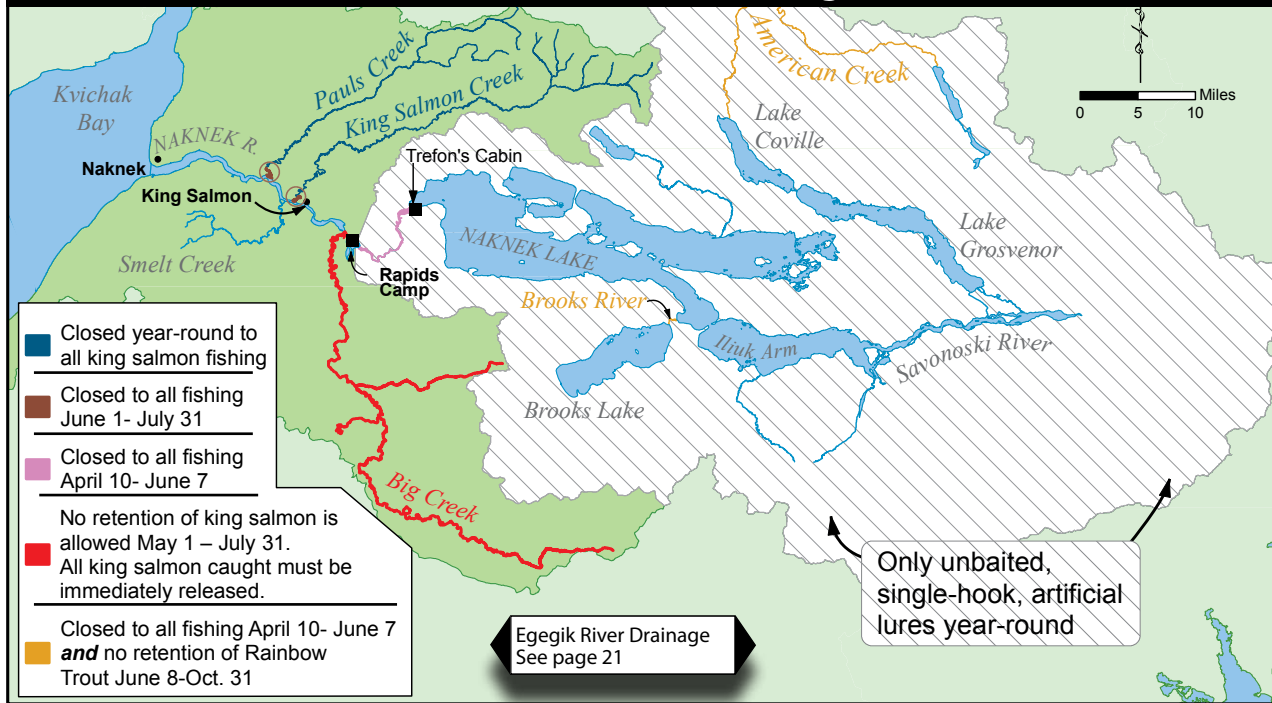 Pauls Creek
King Salmon Creek
American Creek
Kvichak
Bay
NAKNEK R.
Naknek
King Salmon
Trefon's Cabin
Lake
Coville
Miles
0 5 10
Smelt Creek
Rapids
Camp
NAKNEK LAKE
Lake
Grosvenor
Brooks River
Iliuk Arm
Savonoski River
Brooks Lake
Big Creek
Closed year-round to
all king salmon fishing
Closed to all fishing
June 1- July 31
Closed to all fishing
April 10- June 7
No retention of king salmon is
allowed May 1 – July 31.
All king salmon caught must be
immediately released.
Closed to all fishing April 10- June 7
and no retention of Rainbow
Trout June 8-Oct. 31
Egegik River Drainage
See page 21
Only unbaited,
single-hook, artificial
lures year-round